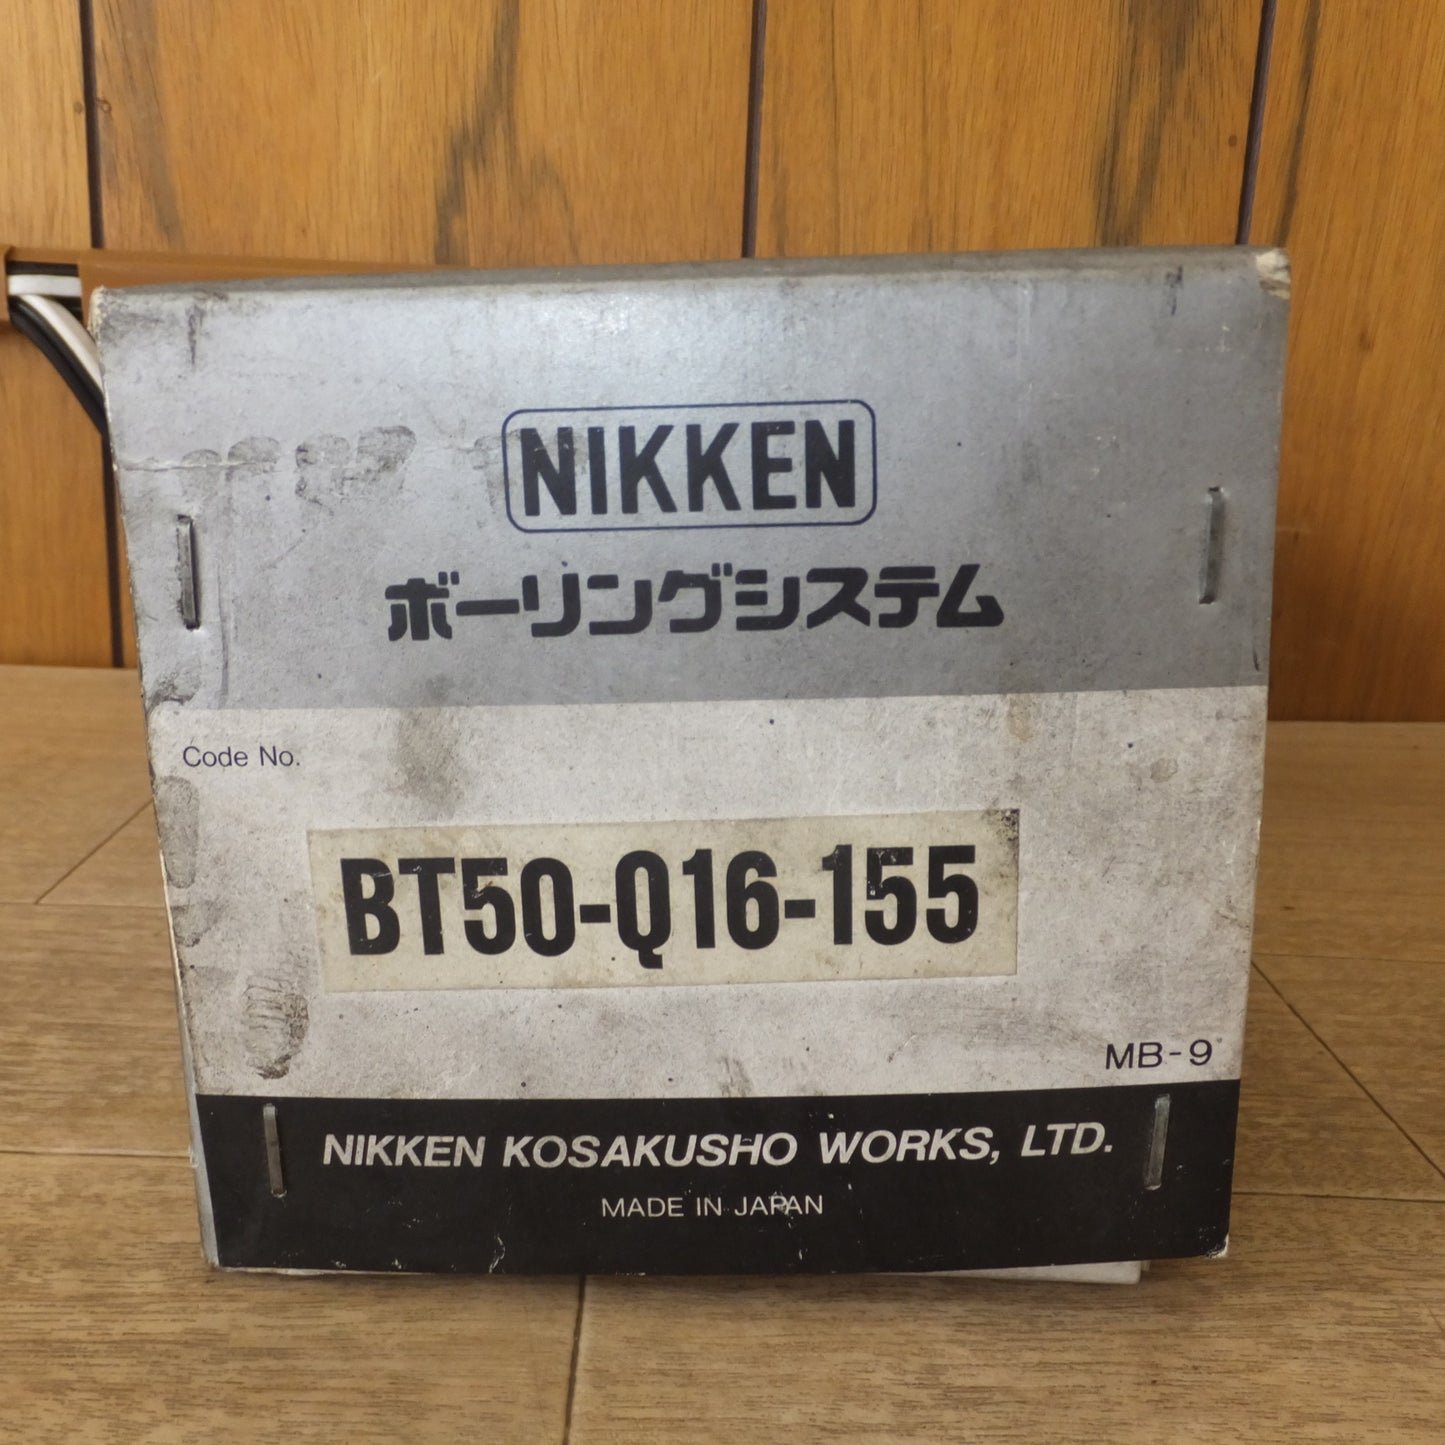 NIKKEN
ボーリングシステム
Code No.
BT50-Q16-155
MB-9
NIKKEN KOSAKUSHO WORKS, LTD.
MADE IN JAPAN